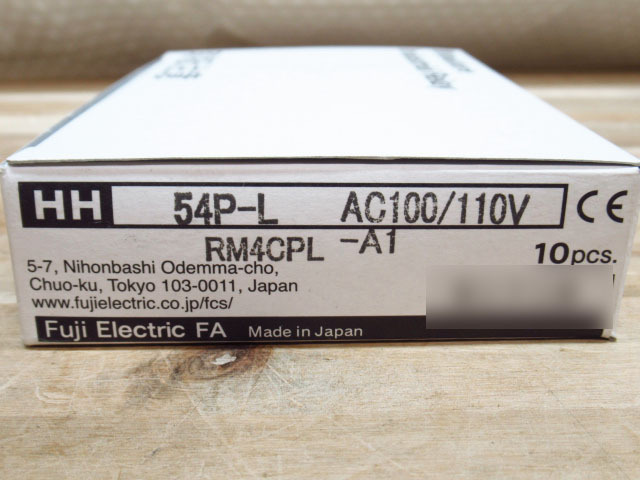 HH 54P-L AC100/110V CE
RM4CPL -A1
10pcs.
5-7, Nihonbashi Odemma-cho,
Chuo-ku, Tokyo 103-0011, Japan
www.fujielectric.co.jp/fcs/
Fuji Electric FA Made in Japan